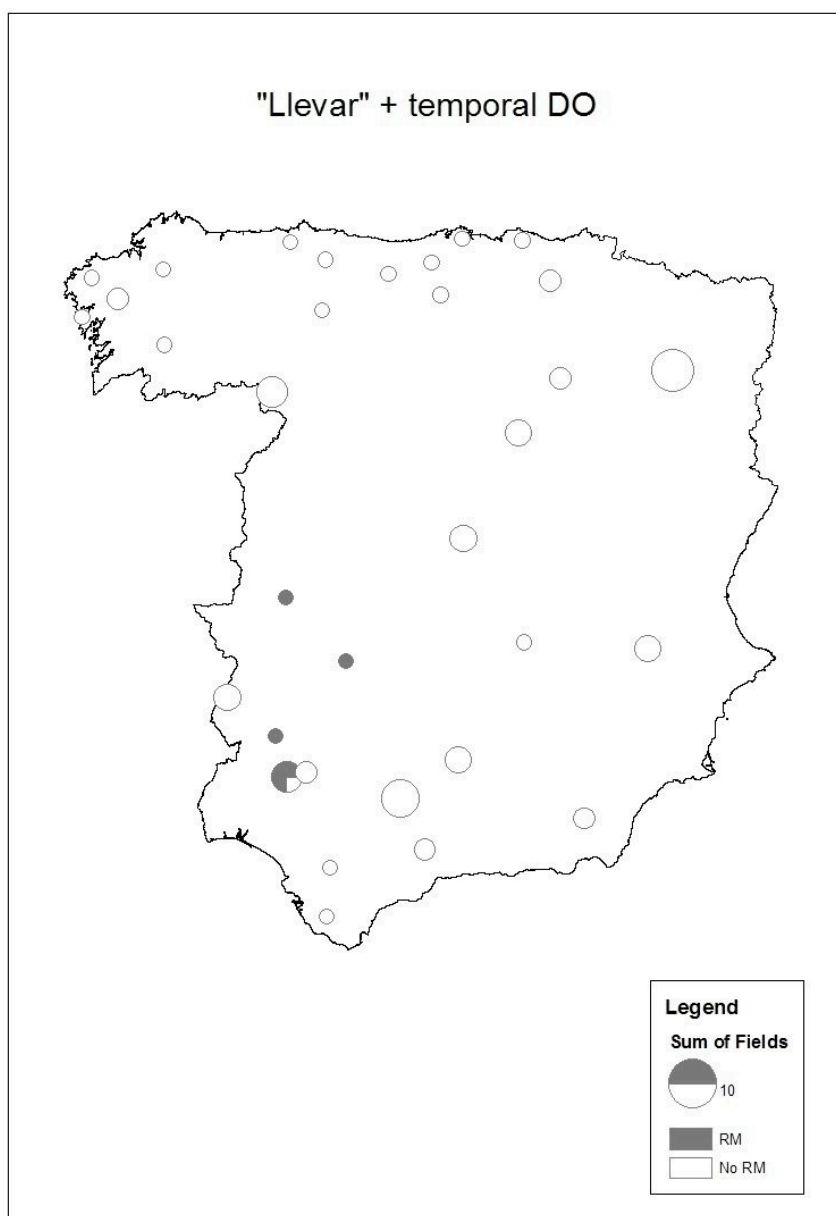 "Llevar" + temporal DO
Legend
Sum of Fields
10
RM
No RM